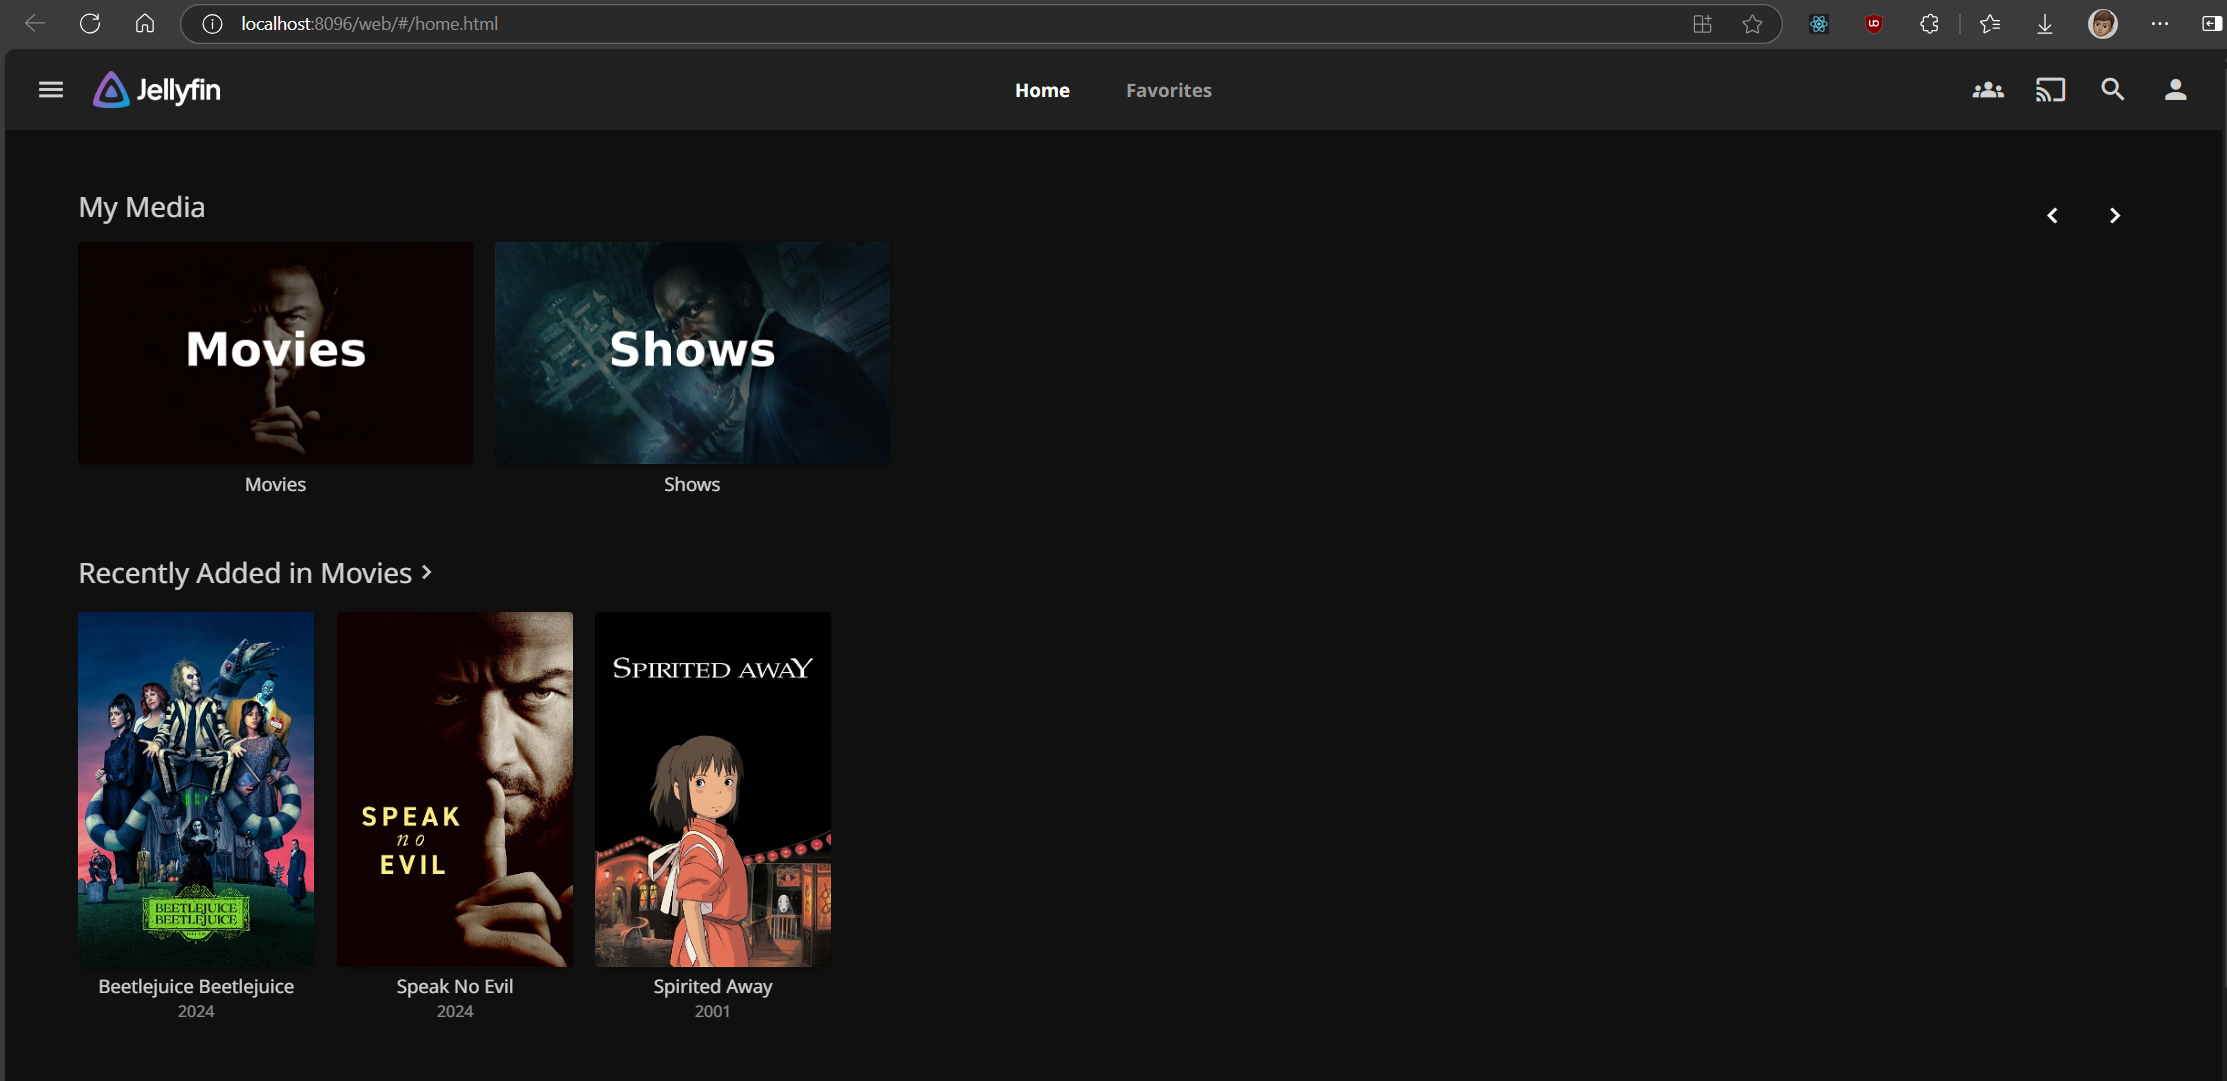 localhost:8096/web/#/home.html
Jellyfin
Home
Favorites
My Media
Movies
Shows
Movies
Shows
Recently Added in Movies
SPIRITED AWAY
SPEAK
no
EVIL
BEETLEJUICE
BEETLEJUICE
Beetlejuice Beetlejuice
Speak No Evil
Spirited Away
2024
2024
2001